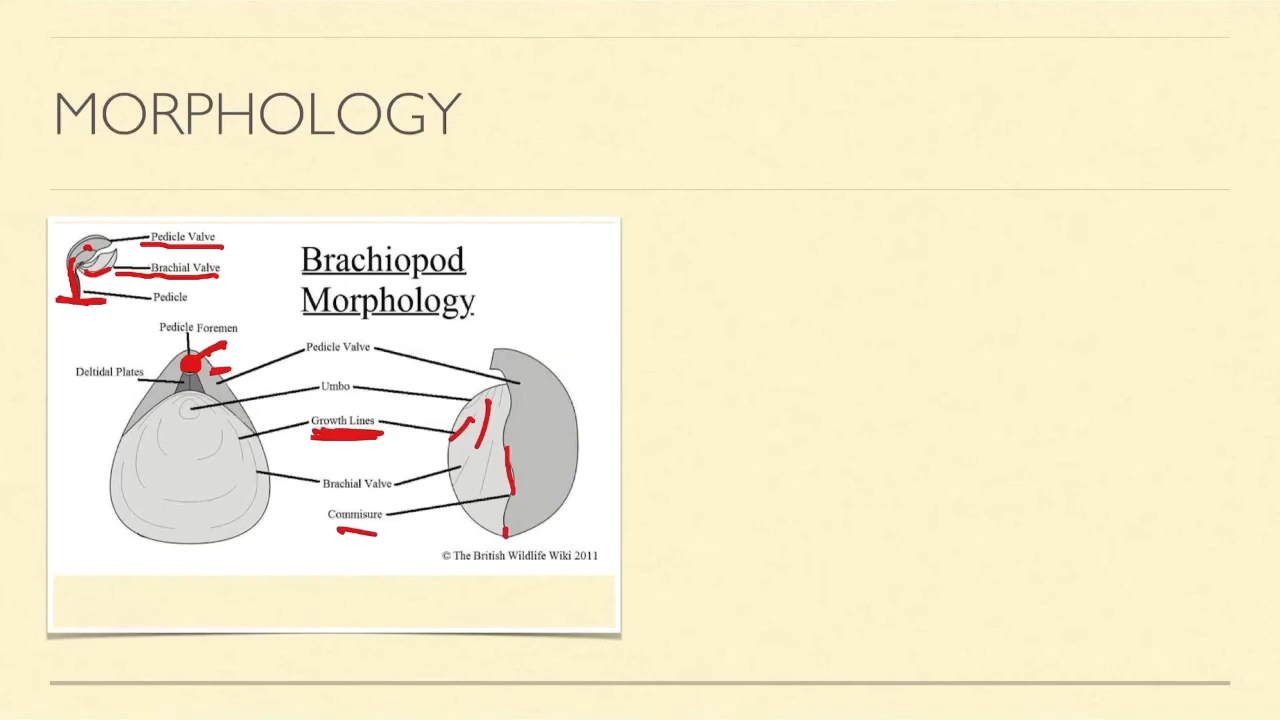 MORPHOLOGY
Pedicle Valve
Brachial Valve
Pedicle
Brachiopod
Morphology
Pedicle Foremen
Deltidal Plates
Pedicle Valve
Umbo
Growth Lines
Brachial Valve
Commisure
© The British Wildlife Wiki 2011